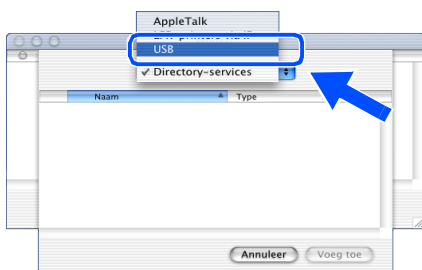 AppleTalk
USB
✓ Directory-services
Naam Type
Annuleer Voeg toe